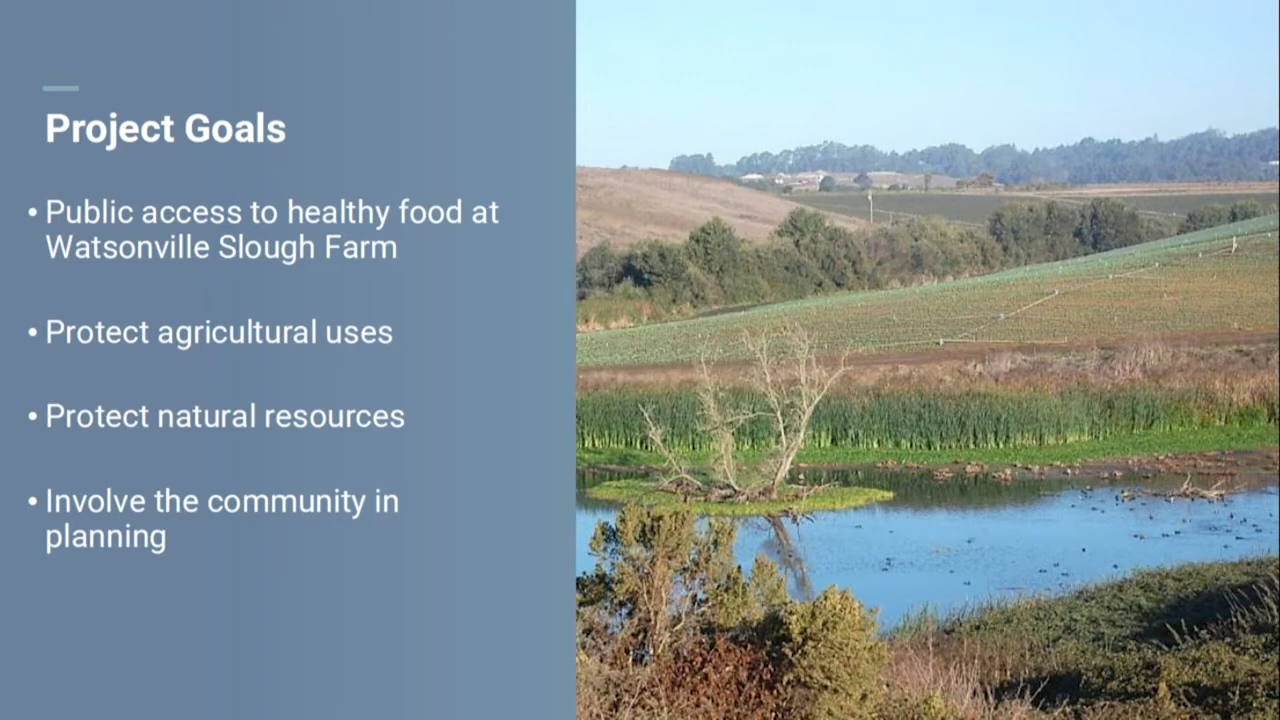 Project Goals
• Public access to healthy food at
Watsonville Slough Farm
• Protect agricultural uses
• Protect natural resources
• Involve the community in
planning